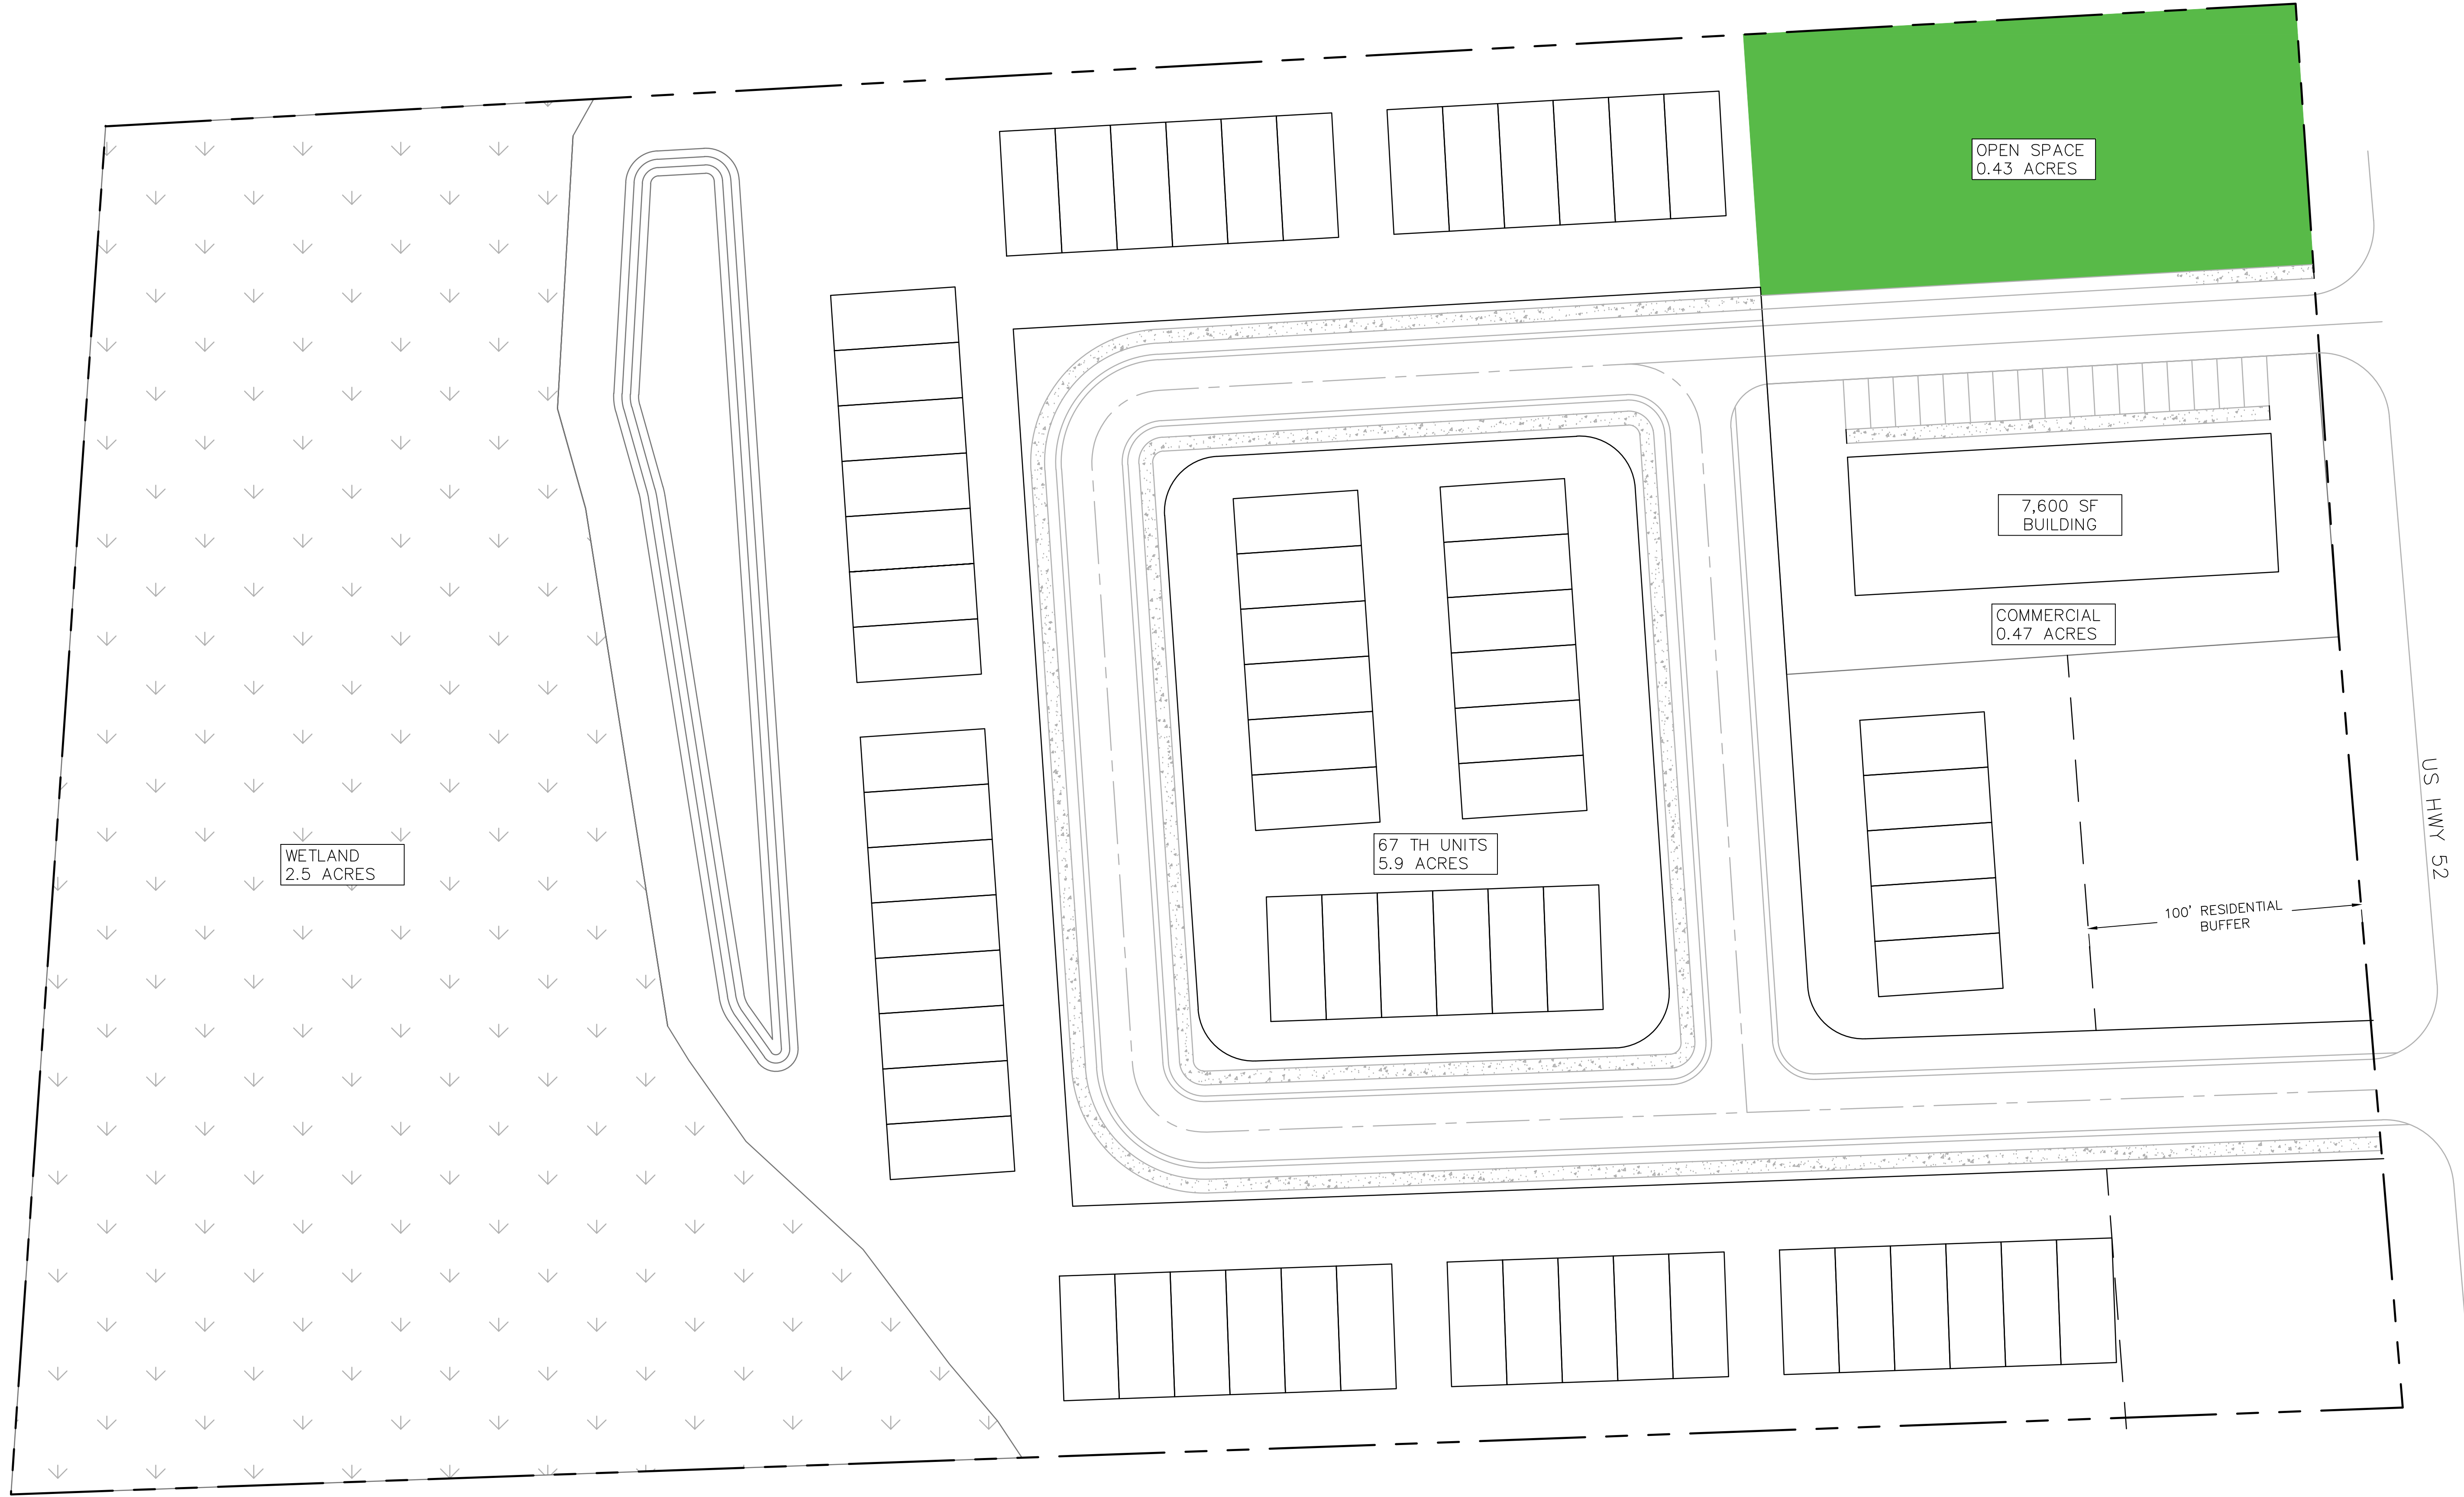 OPEN SPACE
0.43 ACRES
7,600 SF
BUILDING
COMMERCIAL
0.47 ACRES
US HWY 52
67 TH UNITS
5.9 ACRES
WETLAND
2.5 ACRES
100' RESIDENTIAL
BUFFER